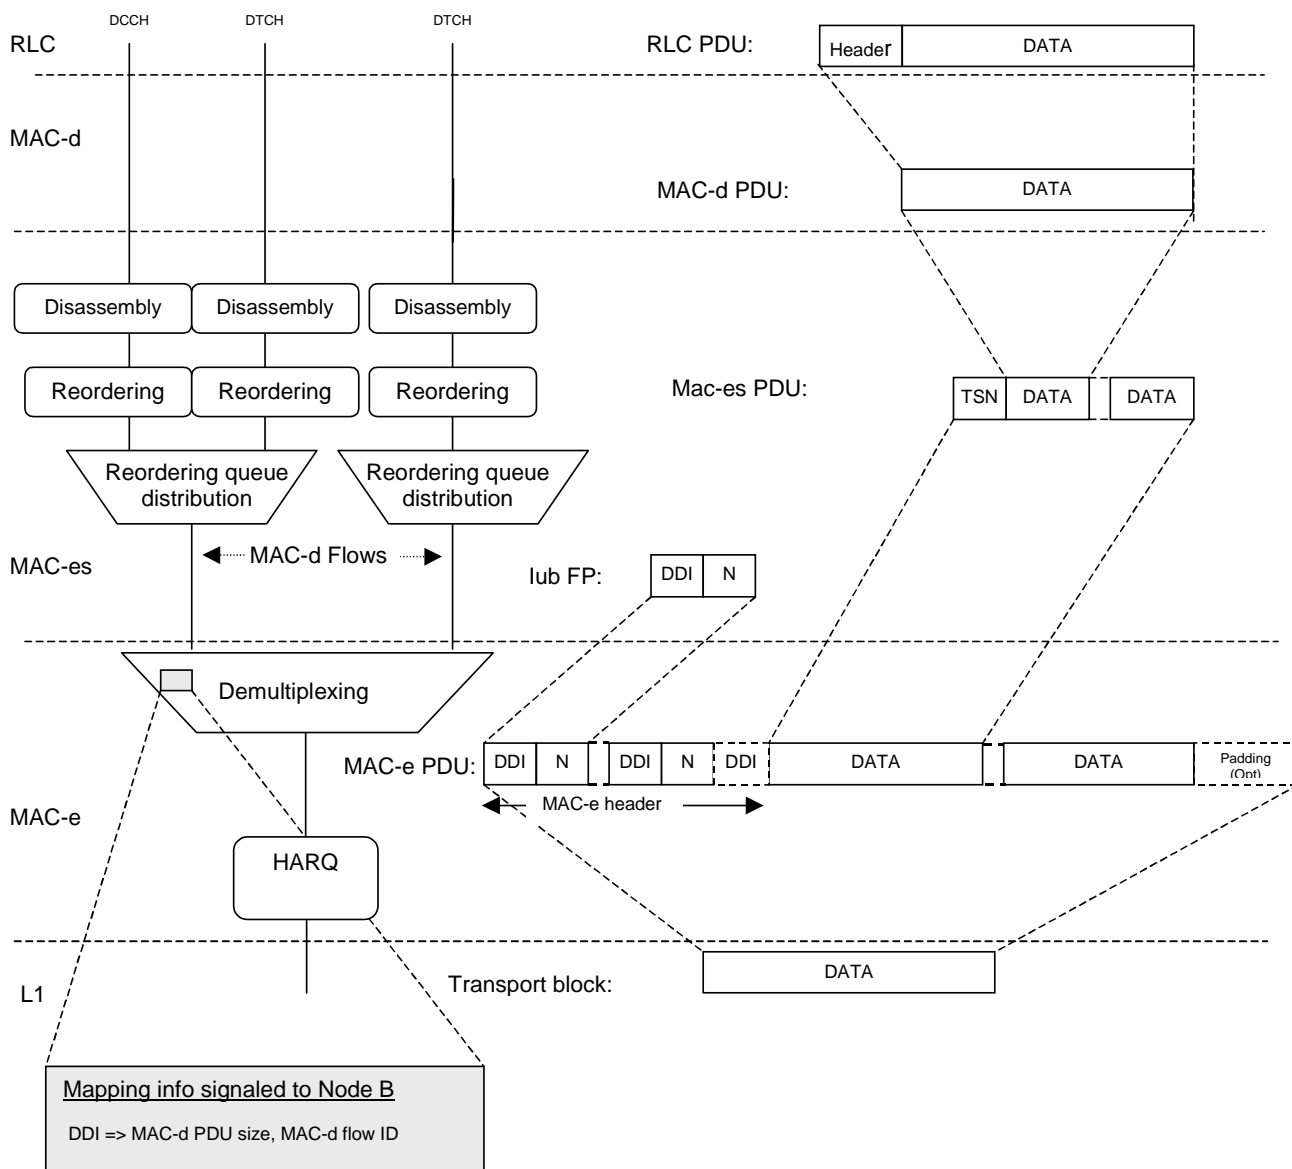 DCCH DTCH DTCH
RLC RLC PDU: Header DATA
MAC-d
MAC-d PDU: DATA
Disassembly Disassembly Disassembly
Reordering Reordering Reordering Mac-es PDU: TSN DATA DATA
Reordering queue distribution
Reordering queue distribution
MAC-d Flows
MAC-es Iub FP: DDI N
Demultiplexing
MAC-e PDU: DDI N DDI N DDI DATA DATA Padding (Opt)
MAC-e header
MAC-e
HARQ
L1 Transport block: DATA
Mapping info signaled to Node B
DDI => MAC-d PDU size, MAC-d flow ID